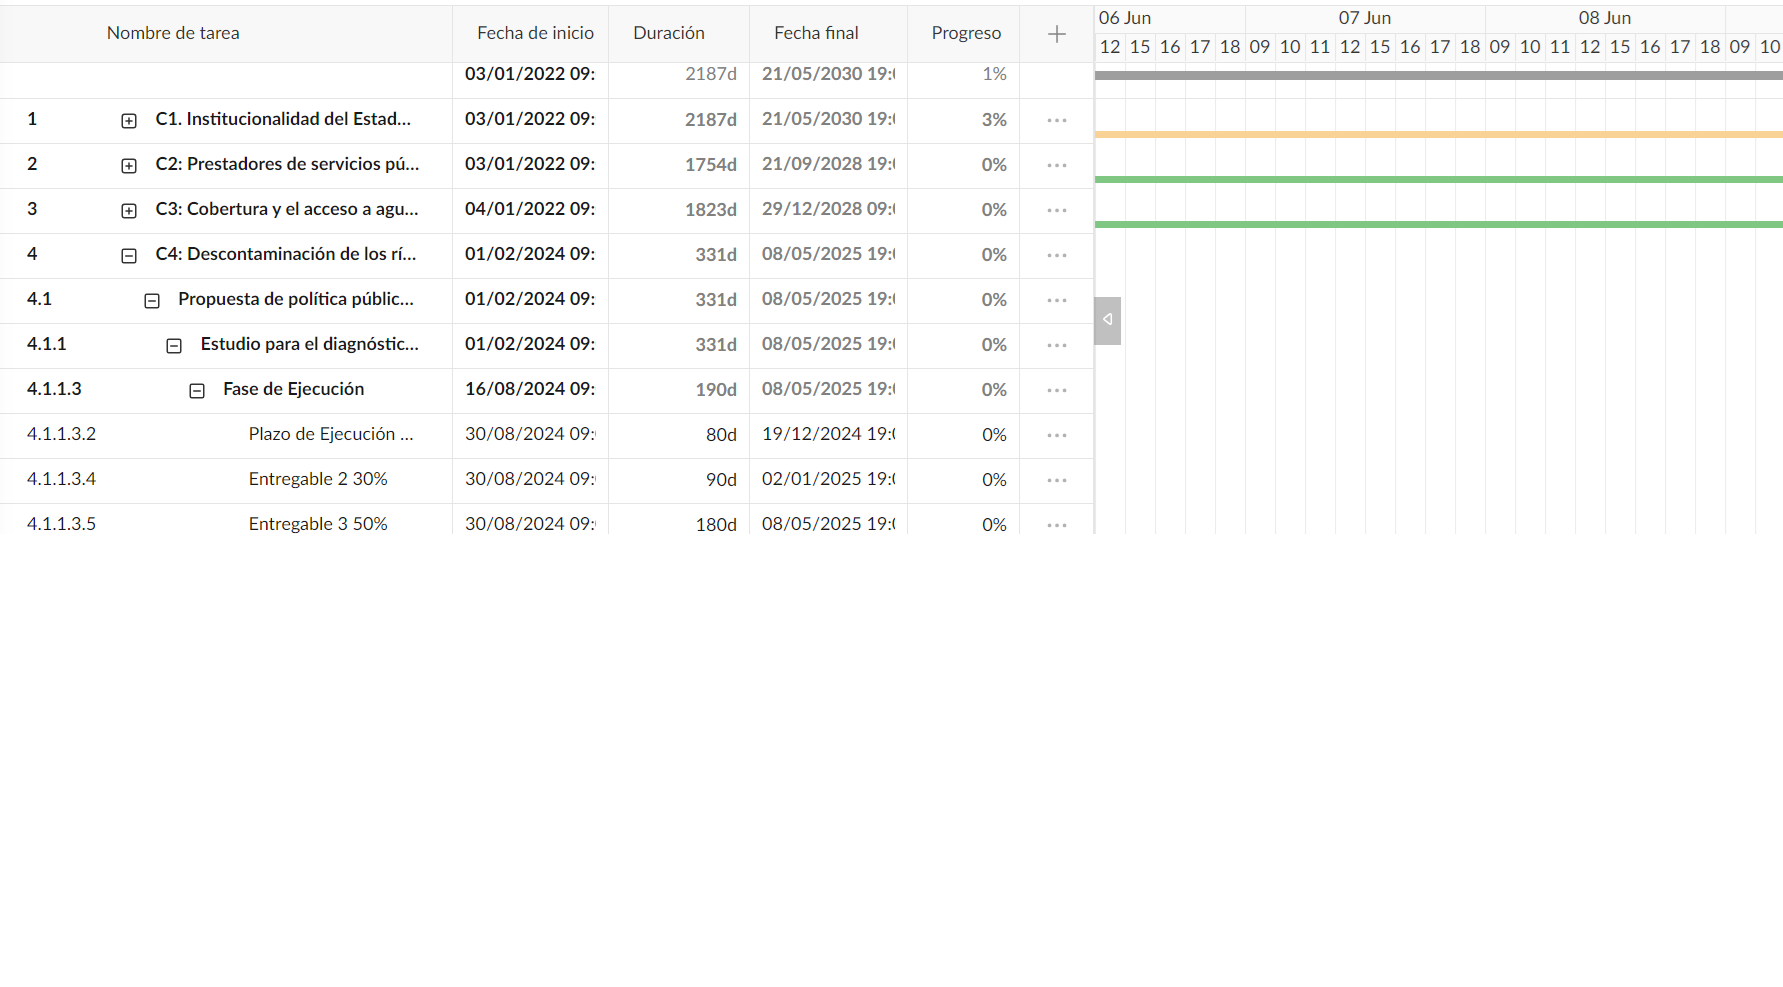 Nombre de tarea Fecha de inicio Duración Fecha final Progreso
06 Jun 07 Jun 08 Jun
12 15 16 17 18 09 10 11 12 15 16 17 18 09 10 11 12 15 16 17 18 09 10
03/01/2022 09: 2187d 21/05/2030 19:0 1%
1 C1. Institucionalidad del Estad... 03/01/2022 09: 2187d 21/05/2030 19:0 3%
2 C2: Prestadores de servicios pú... 03/01/2022 09: 1754d 21/09/2028 19:0 0%
3 C3: Cobertura y el acceso a agu... 04/01/2022 09: 1823d 29/12/2028 09:0 0%
4 C4: Descontaminación de los rí... 01/02/2024 09: 331d 08/05/2025 19:0 0%
4.1 Propuesta de política públic... 01/02/2024 09: 331d 08/05/2025 19:0 0%
4.1.1 Estudio para el diagnóstic... 01/02/2024 09: 331d 08/05/2025 19:0 0%
4.1.1.3 Fase de Ejecución 16/08/2024 09: 190d 08/05/2025 19:0 0%
4.1.1.3.2 Plazo de Ejecución ... 30/08/2024 09: 80d 19/12/2024 19:0 0%
4.1.1.3.4 Entregable 2 30% 30/08/2024 09: 90d 02/01/2025 19:0 0%
4.1.1.3.5 Entregable 3 50% 30/08/2024 09: 180d 08/05/2025 19:0 0%